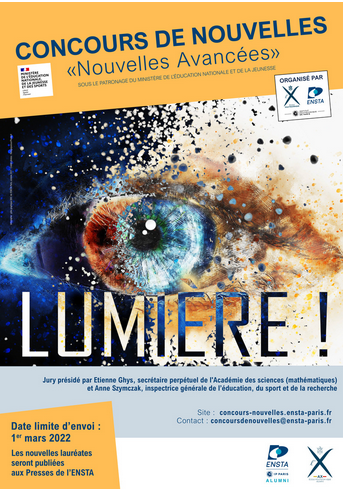 CONCOURS DE NOUVELLES
«Nouvelles Avancées»
SOUS LE PATRONAGE DU MINISTÈRE DE L'ÉDUCATION NATIONALE ET DE LA JEUNESSE
MINISTÈRE
DE L'ÉDUCATION
NATIONALE,
DE LA JEUNESSE
ET DES SPORTS
ORGANISÉ PAR
ENSTA
LUMIERE !
Jury présidé par Etienne Ghys, secrétaire perpétuel de l'Académie des sciences (mathématiques)
et Anne Szymczak, inspectrice générale de l'éducation, du sport et de la recherche
Site : concours-nouvelles.ensta-paris.fr
Contact : concoursdenouvelles@ensta-paris.fr
Date limite d'envoi :
1er mars 2022
Les nouvelles lauréates
seront publiées
aux Presses de l'ENSTA
ENSTA
IP PARIS
ALUMNI